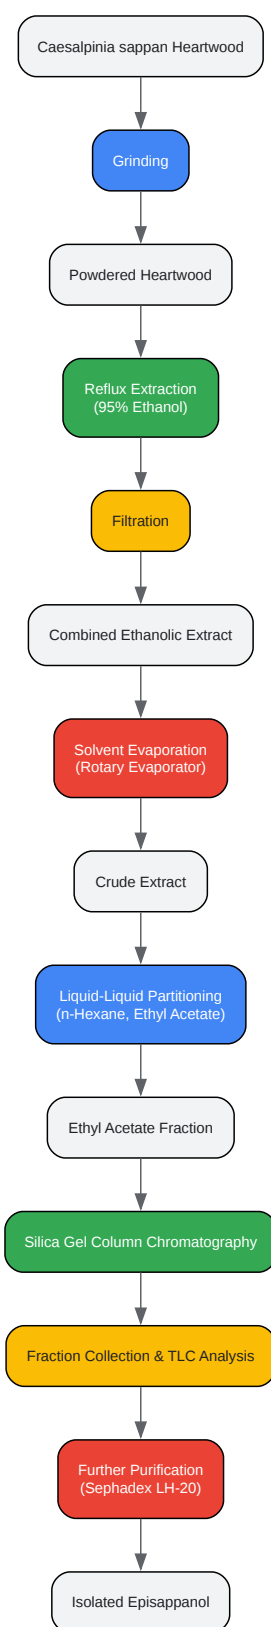 Caesalpinia sappan Heartwood
Grinding
Powdered Heartwood
Reflux Extraction
(95% Ethanol)
Filtration
Combined Ethanolic Extract
Solvent Evaporation
(Rotary Evaporator)
Crude Extract
Liquid-Liquid Partitioning
(n-Hexane, Ethyl Acetate)
Ethyl Acetate Fraction
Silica Gel Column Chromatography
Fraction Collection & TLC Analysis
Further Purification
(Sephadex LH-20)
Isolated Episappanol